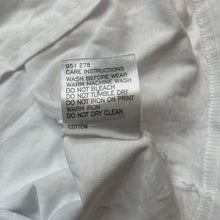 951 278
CARE INSTRUCTIONS
WASH BEFORE WEAR
WARM MACHINE WASH
DO NOT BLEACH
DO NOT TUMBLE DRY
DO NOT IRON ON PRINT
WARM IRON
DO NOT DRY CLEAN
COTTON